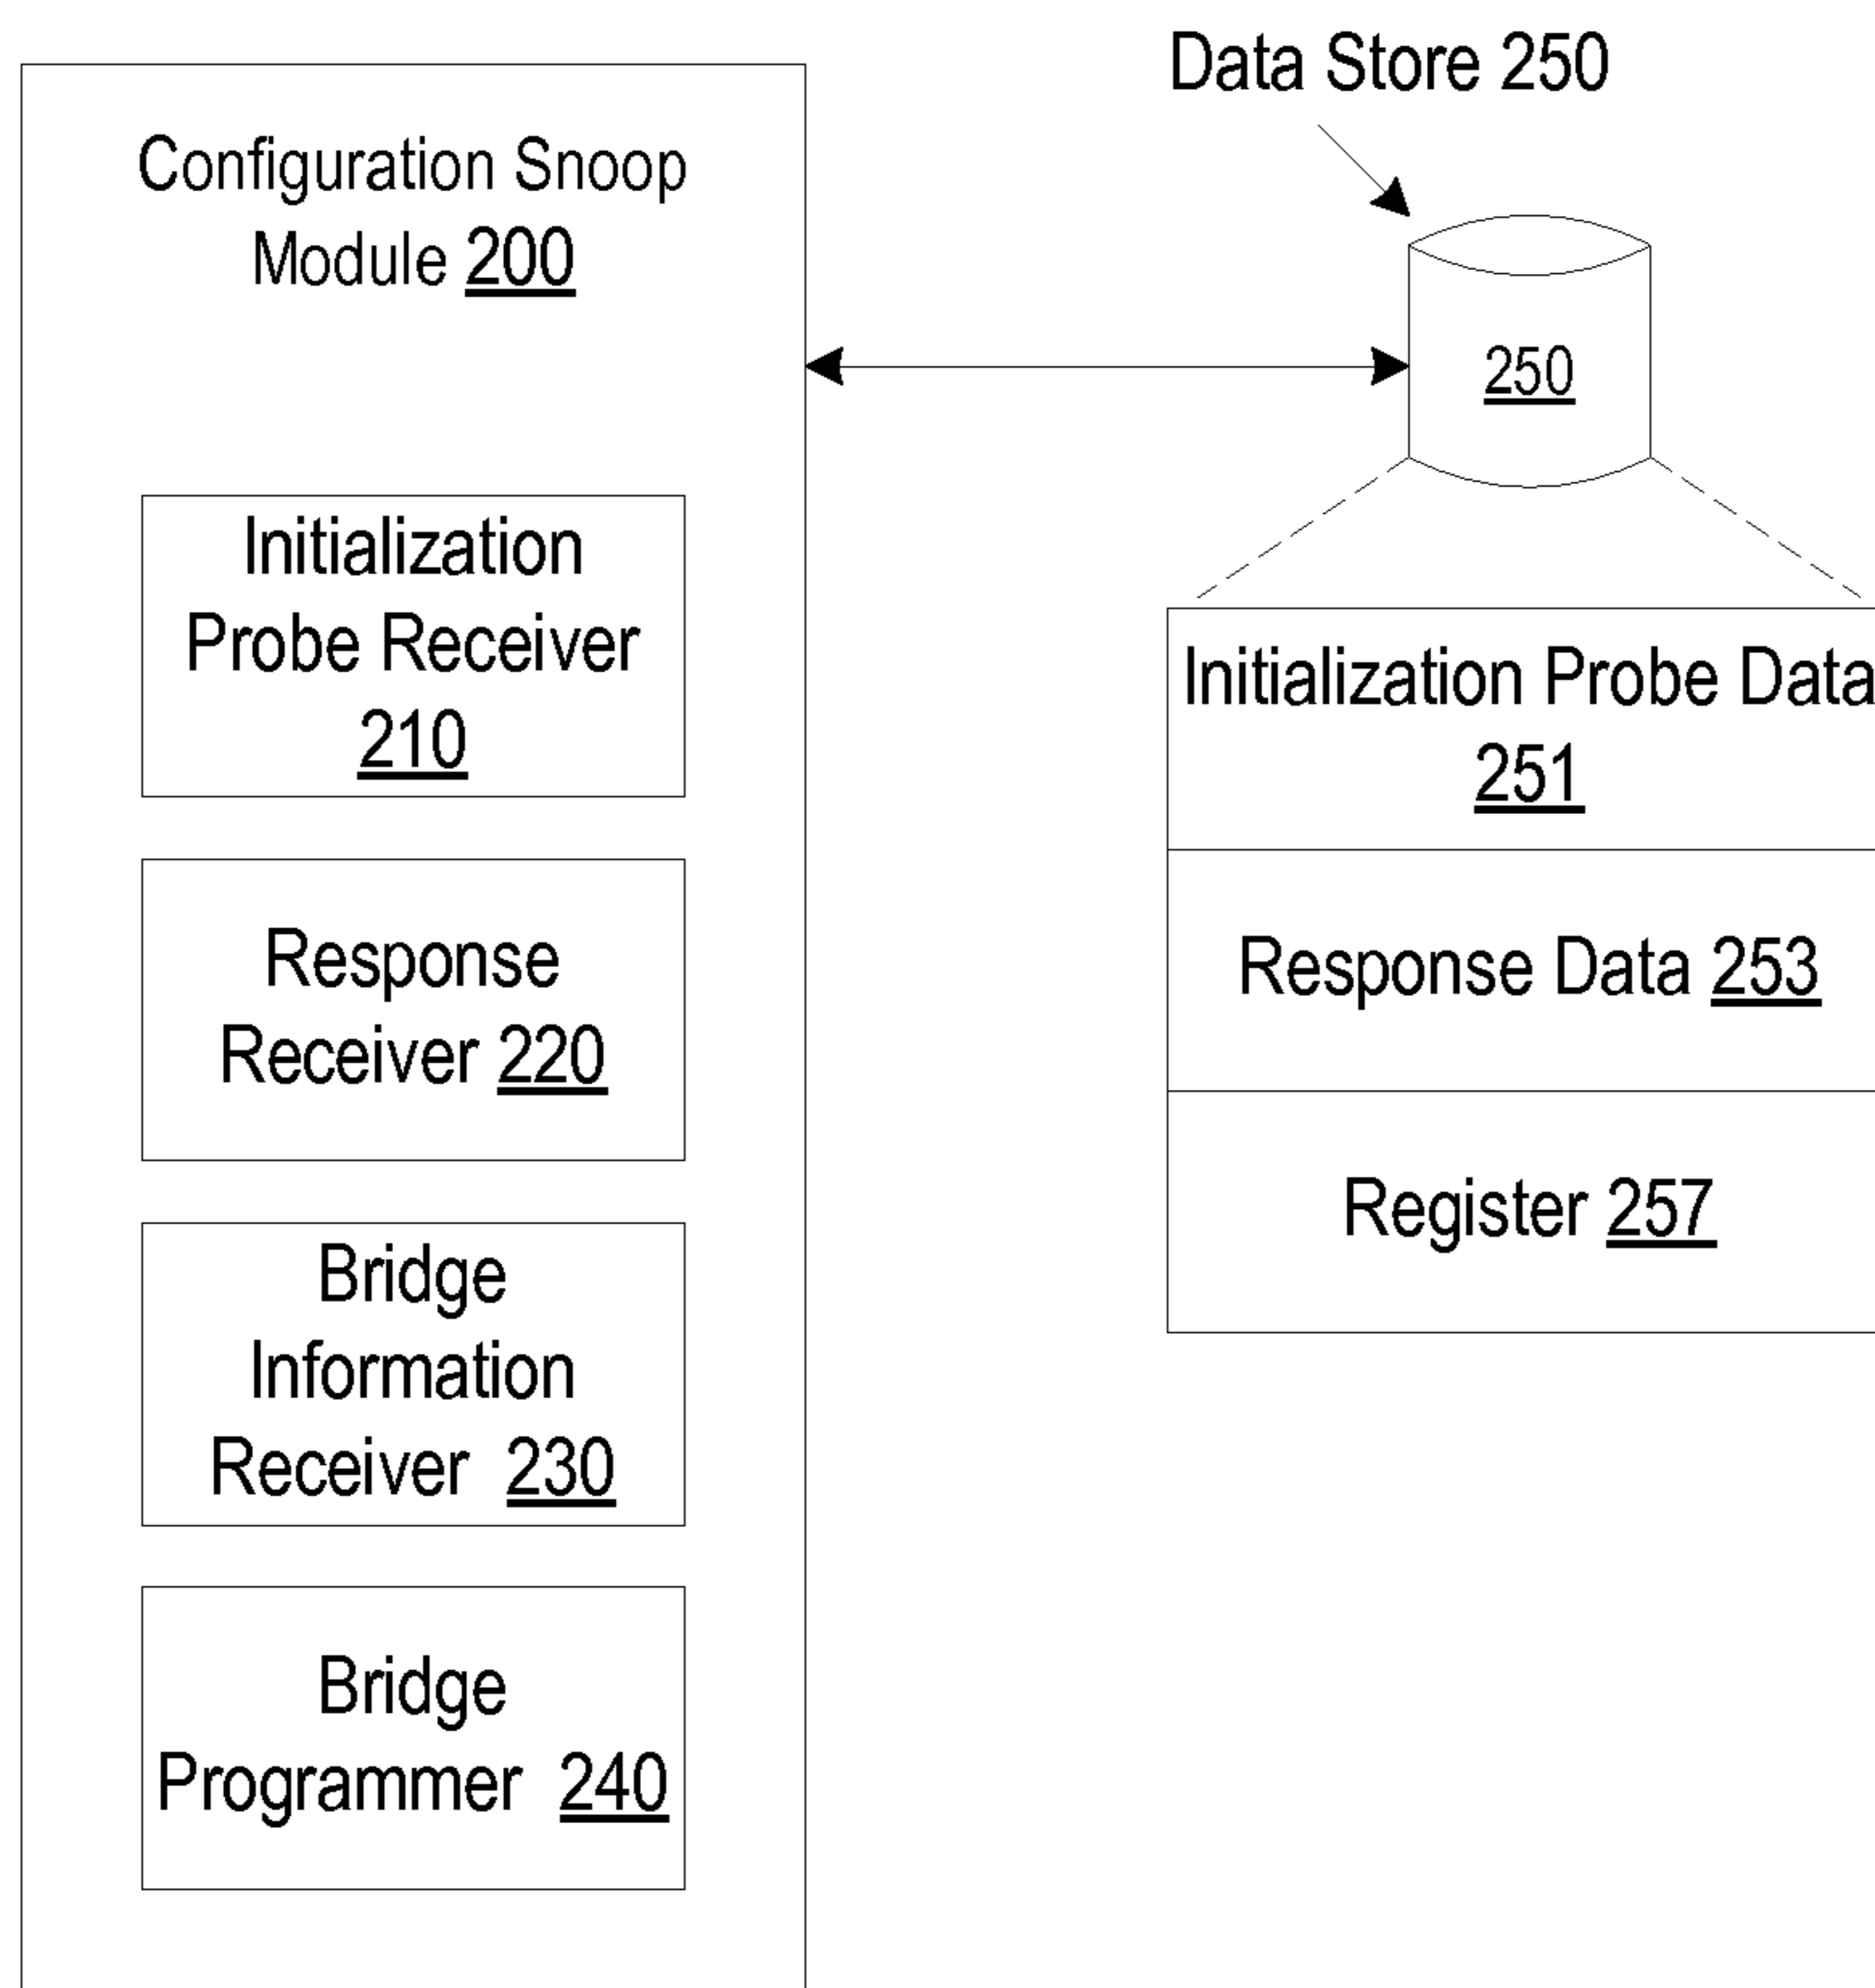 Configuration Snoop
Module 200
Initialization
Probe Receiver
210
Response
Receiver 220
Bridge
Information
Receiver 230
Bridge
Programmer 240
Data Store 250
250
Initialization Probe Data
251
Response Data 253
Register 257